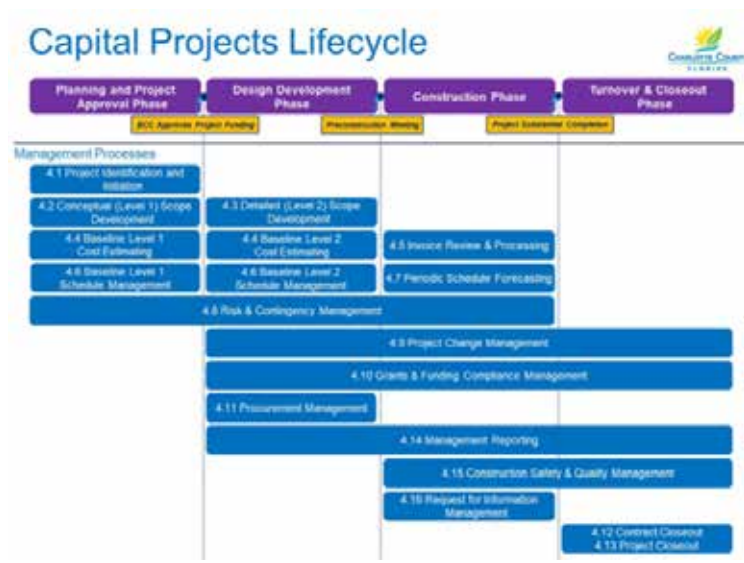 Capital Projects Lifecycle
CHARLOTTE COUNTY
FLORIDA
Planning and Project
Approval Phase
Design Development
Phase
Construction Phase
Turnover & Closeout
Phase
BCC Approves Project Funding
Preconstruction Meeting
Project Substantial Completion
Management Processes
4.1 Project Identification and
Initiation
4.2 Conceptual (Level 1) Scope
Development
4.3 Detailed (Level 2) Scope
Development
4.4 Baseline Level 1
Cost Estimating
4.4 Baseline Level 2
Cost Estimating
4.5 Invoice Review & Processing
4.6 Baseline Level 1
Schedule Management
4.6 Baseline Level 2
Schedule Management
4.7 Periodic Schedule Forecasting
4.8 Risk & Contingency Management
4.9 Project Change Management
4.10 Grants & Funding Compliance Management
4.11 Procurement Management
4.14 Management Reporting
4.15 Construction Safety & Quality Management
4.16 Request for Information
Management
4.12 Contract Closeout
4.13 Project Closeout